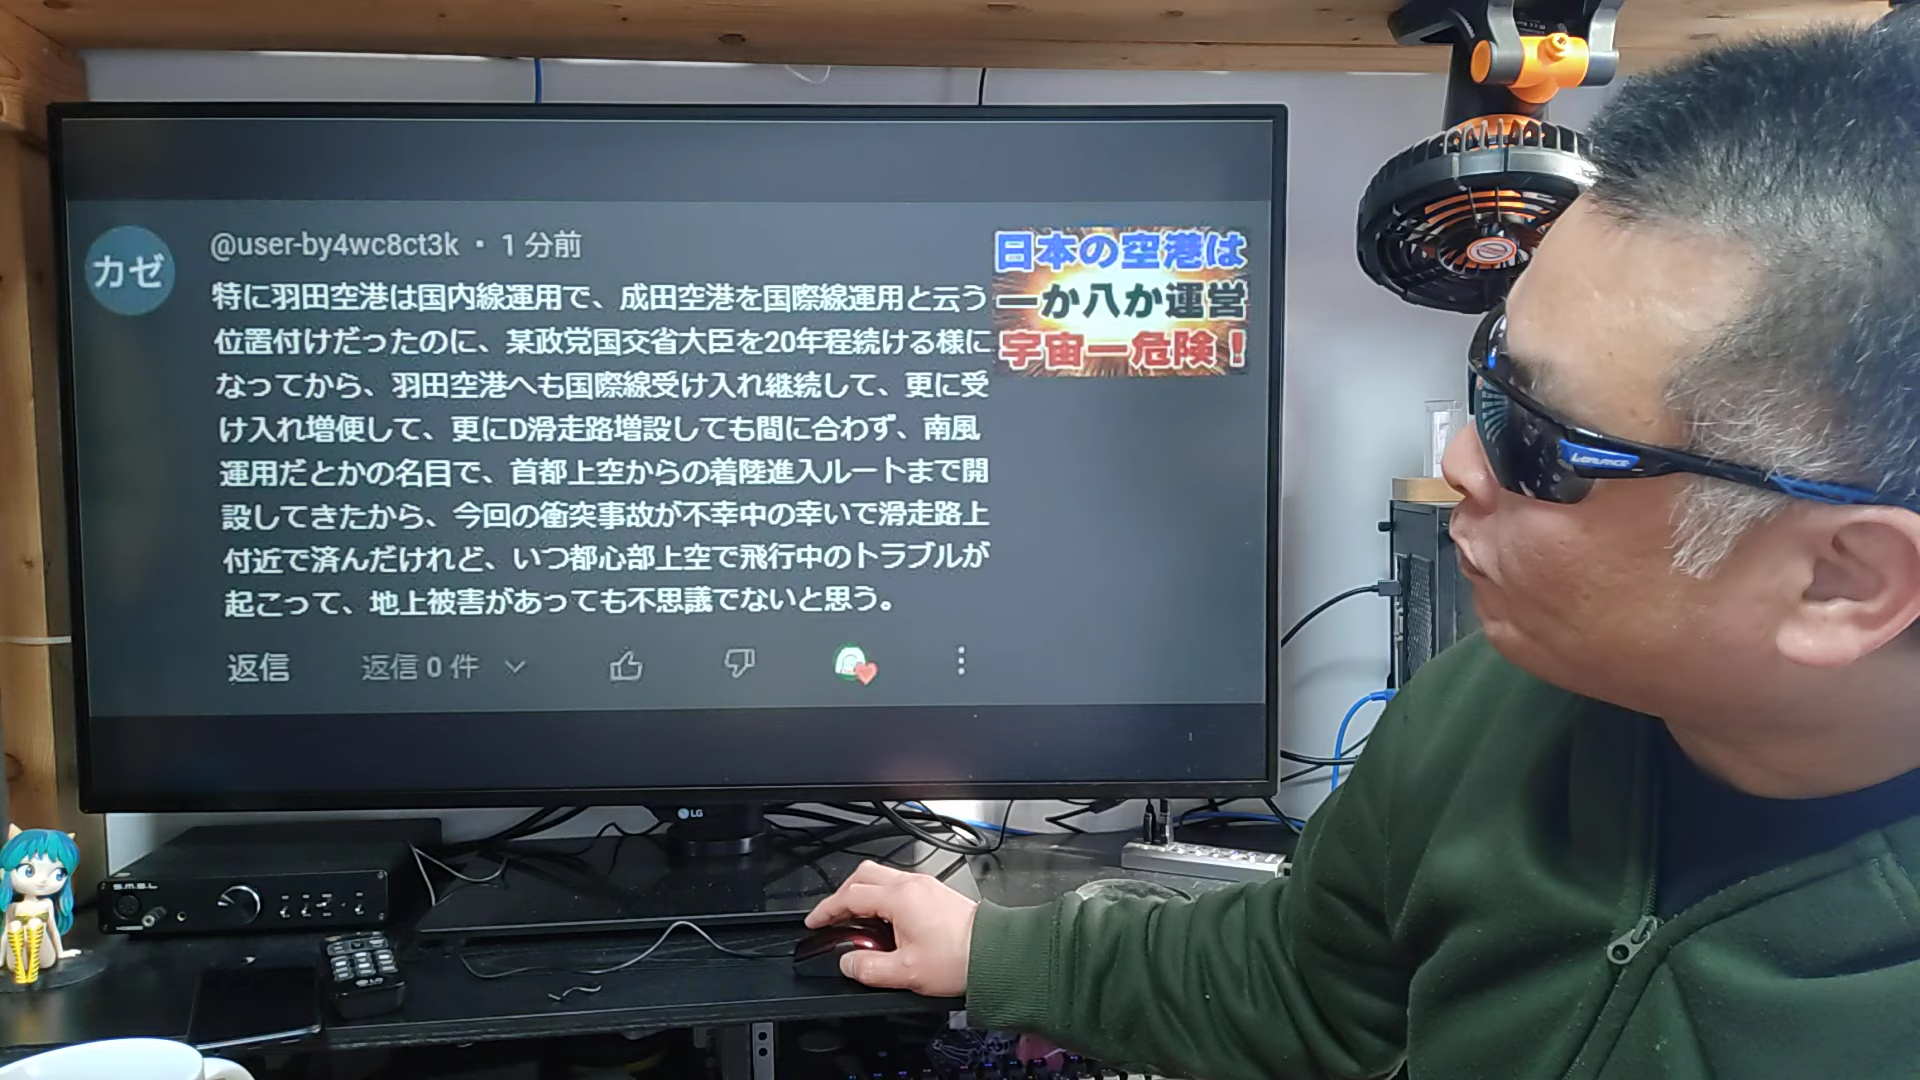 カゼ
@user-by4wc8ct3k・1 分前
特に羽田空港は国内線運用で、成田空港を国際線運用と云う
位置付けだったのに、某政党国交省大臣を20年程続ける様に
なってから、羽田空港へも国際線受け入れ継続して、更に受
け入れ増便して、更にD滑走路増設しても間に合わず、南風
運用だとかの名目で、首都上空からの着陸進入ルートまで開
設してきたから、今回の衝突事故が不幸中の幸いで滑走路上
付近で済んだけれど、いつ都心部上空で飛行中のトラブルが
起こって、地上被害があっても不思議でないと思う。
返信
返信 0 件
日本の空港は
一か八か運営
宇宙一危険！
LG
S.M.S.L
LG